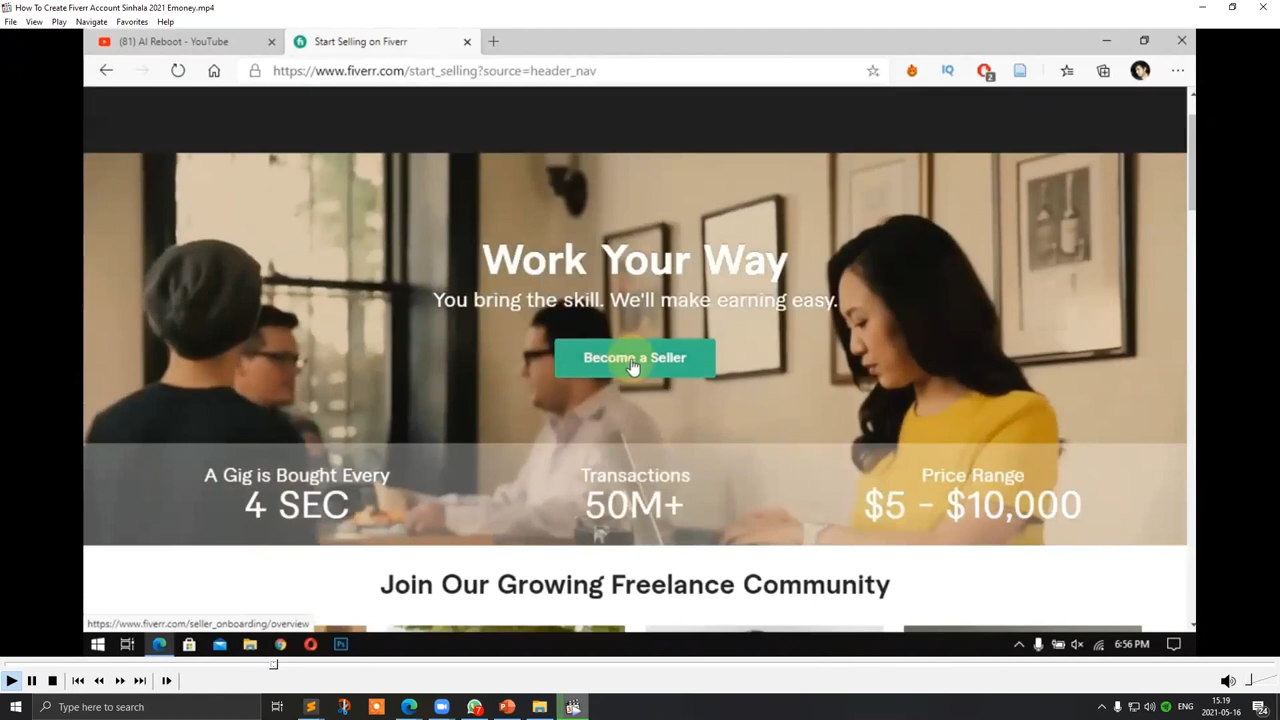 How To Create Fiverr Account Sinhala 2021 Emoney.mp4
File View Play Navigate Favorites Help
(81) AI Reboot - YouTube
Start Selling on Fiverr
https://www.fiverr.com/start_selling?source=header_nav
IQ
2
Work Your Way
You bring the skill. We'll make earning easy.
Become a Seller
A Gig is Bought Every
4 SEC
Transactions
50M+
Price Range
$5 - $10,000
Join Our Growing Freelance Community
https://www.fiverr.com/seller_onboarding/overview
6:56 PM
Type here to search
7
ENG
15.19
2021-05-16
24